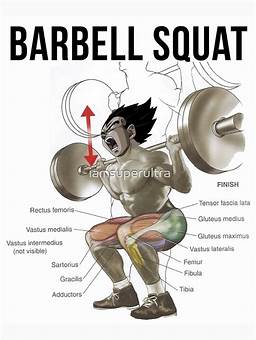 BARBELL SQUAT
iamsuperultra
FINISH
Rectus femoris
Vastus medialis
Vastus intermedius
(not visible)
Sartorius
Gracilis
Adductors
Tensor fascia lata
Gluteus medius
Gluteus maximus
Vastus lateralis
Femur
Fibula
Tibia